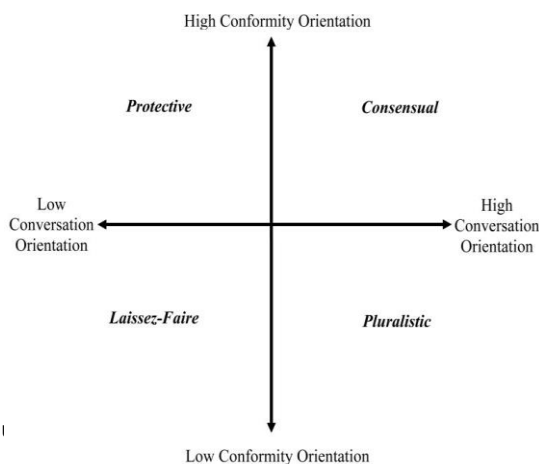 High Conformity Orientation
Protective
Consensual
Low
Conversation
Orientation
High
Conversation
Orientation
Laissez-Faire
Pluralistic
Low Conformity Orientation